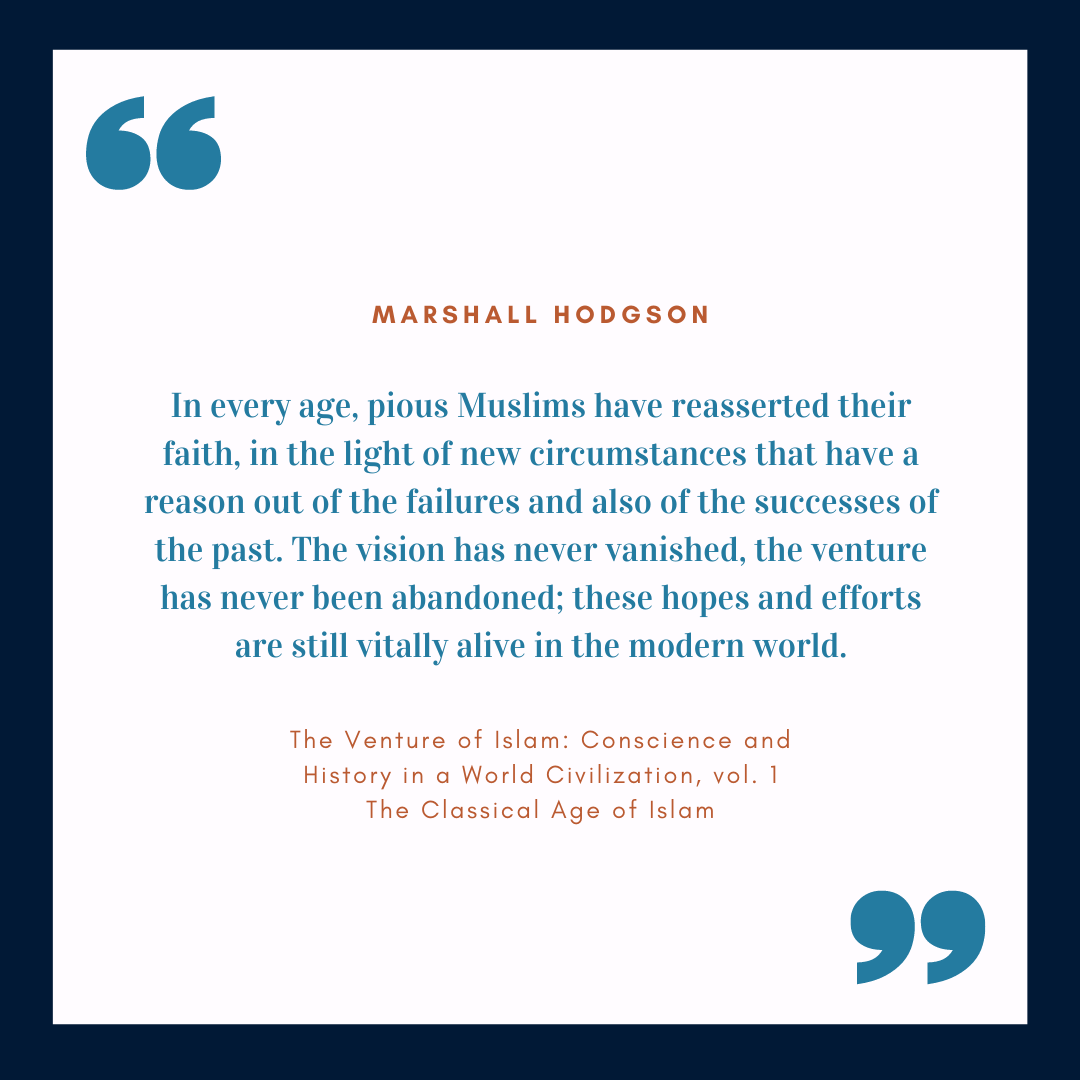 “
MARSHALL HODGSON
In every age, pious Muslims have reasserted their
faith, in the light of new circumstances that have a
reason out of the failures and also of the successes of
the past. The vision has never vanished, the venture
has never been abandoned; these hopes and efforts
are still vitally alive in the modern world.
The Venture of Islam: Conscience and
History in a World Civilization, vol. 1
The Classical Age of Islam
”